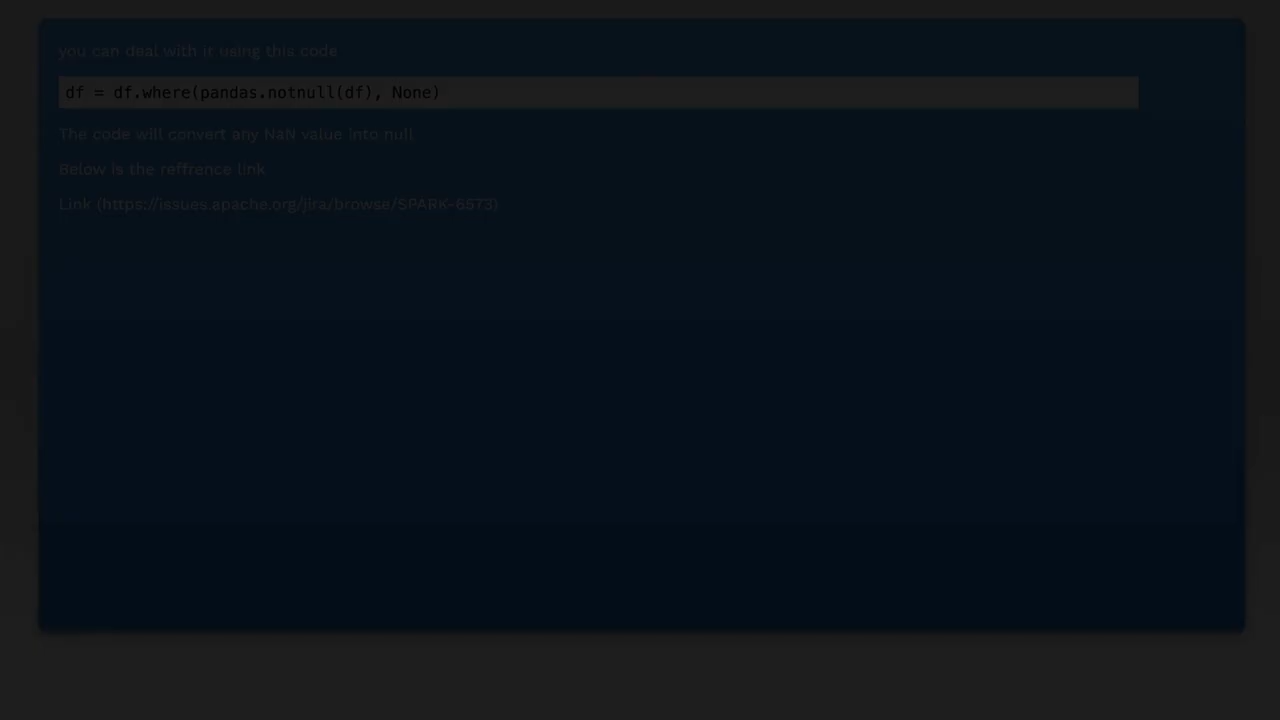 you can deal with ir using this code
df = df.where(pandas.notnull(df), None)
The code will convert any NaN value into null
Below is the reffrence link
Link (https://issues.apache.org/jira/browse/SPARK-6573)